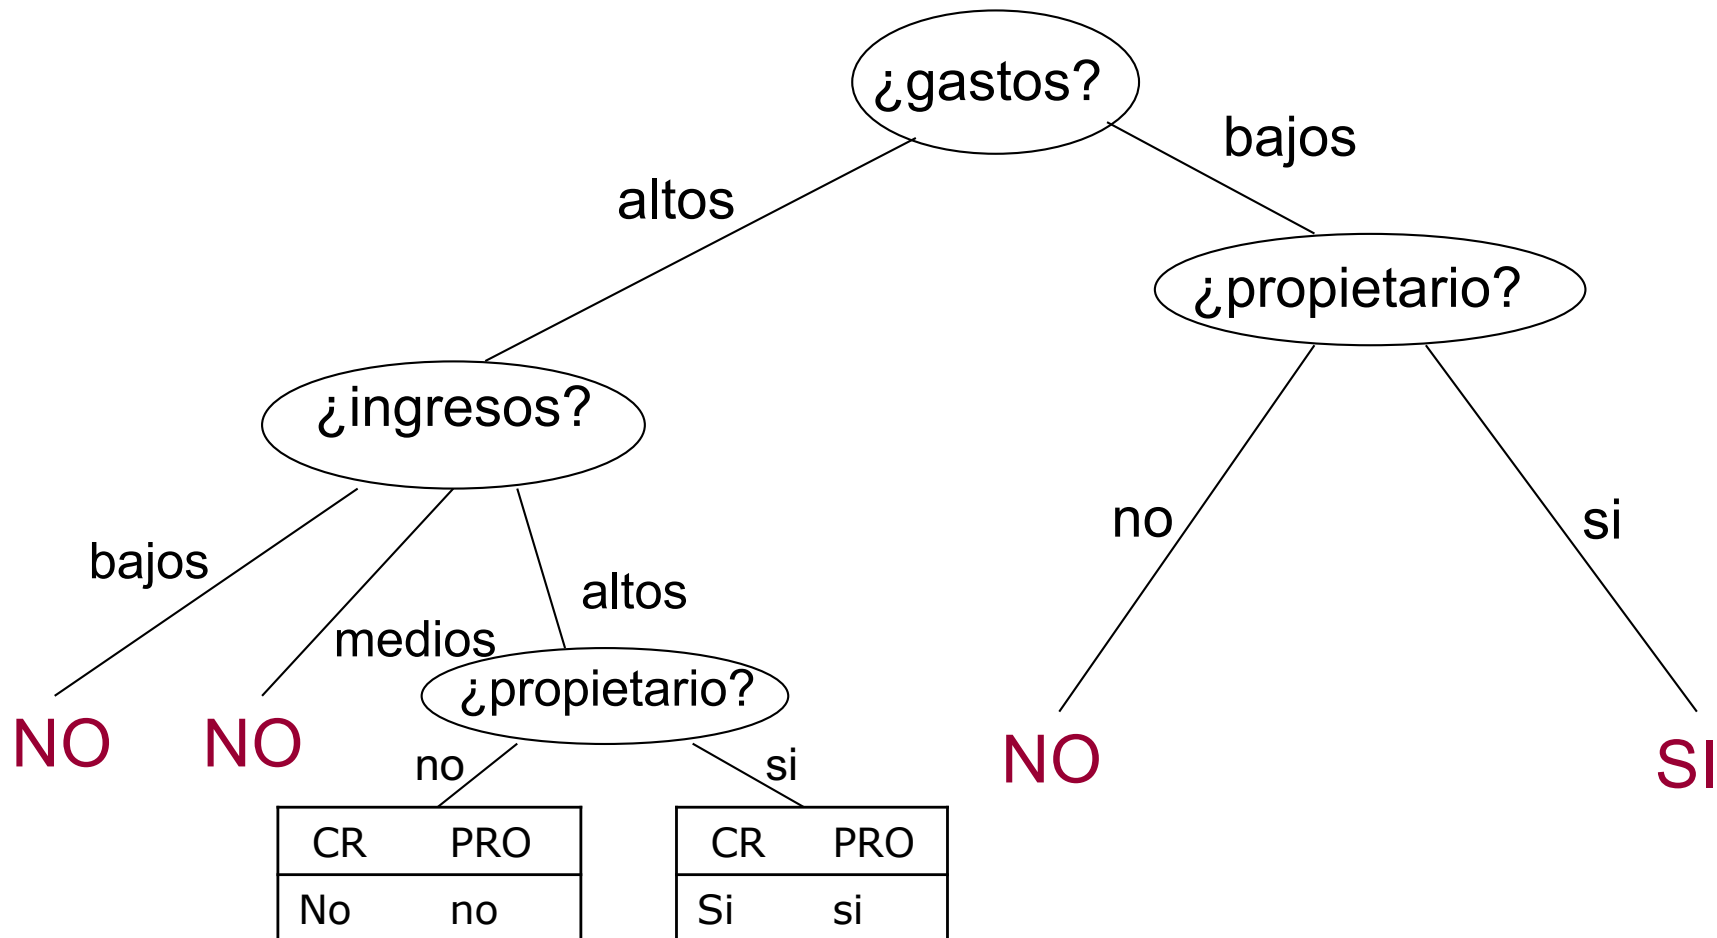 ¿gastos?
bajos
altos
¿propietario?
¿ingresos?
no
si
bajos
altos
medios
¿propietario?
NO
NO
no
si
NO
SI
CR PRO
No no
CR PRO
Si si